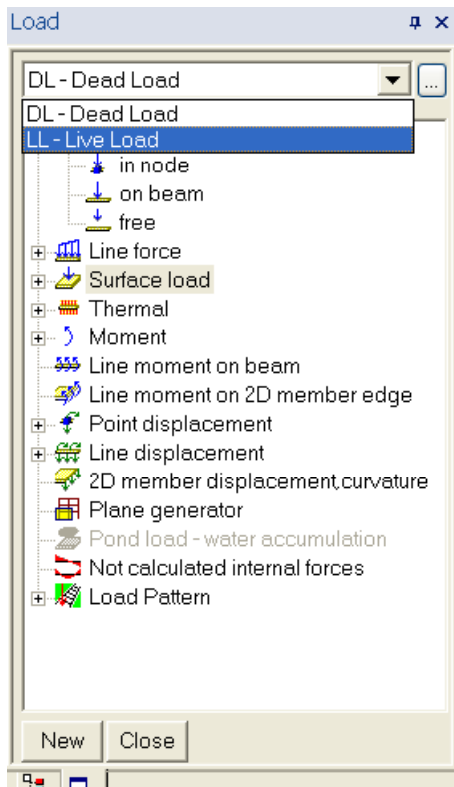 Load
DL - Dead Load
...
DL - Dead Load
LL - Live Load
in node
on beam
free
Line force
Surface load
Thermal
Moment
Line moment on beam
Line moment on 2D member edge
Point displacement
Line displacement
2D member displacement,curvature
Plane generator
Pond load - water accumulation
Not calculated internal forces
Load Pattern
New Close